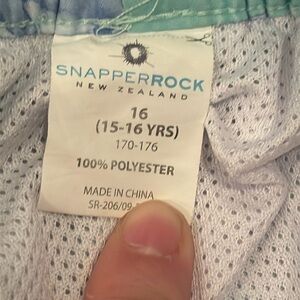 SNAPPERROCK
NEW ZEALAND
16
(15-16 YRS)
170-176
100% POLYESTER
MADE IN CHINA
SR-206/09-